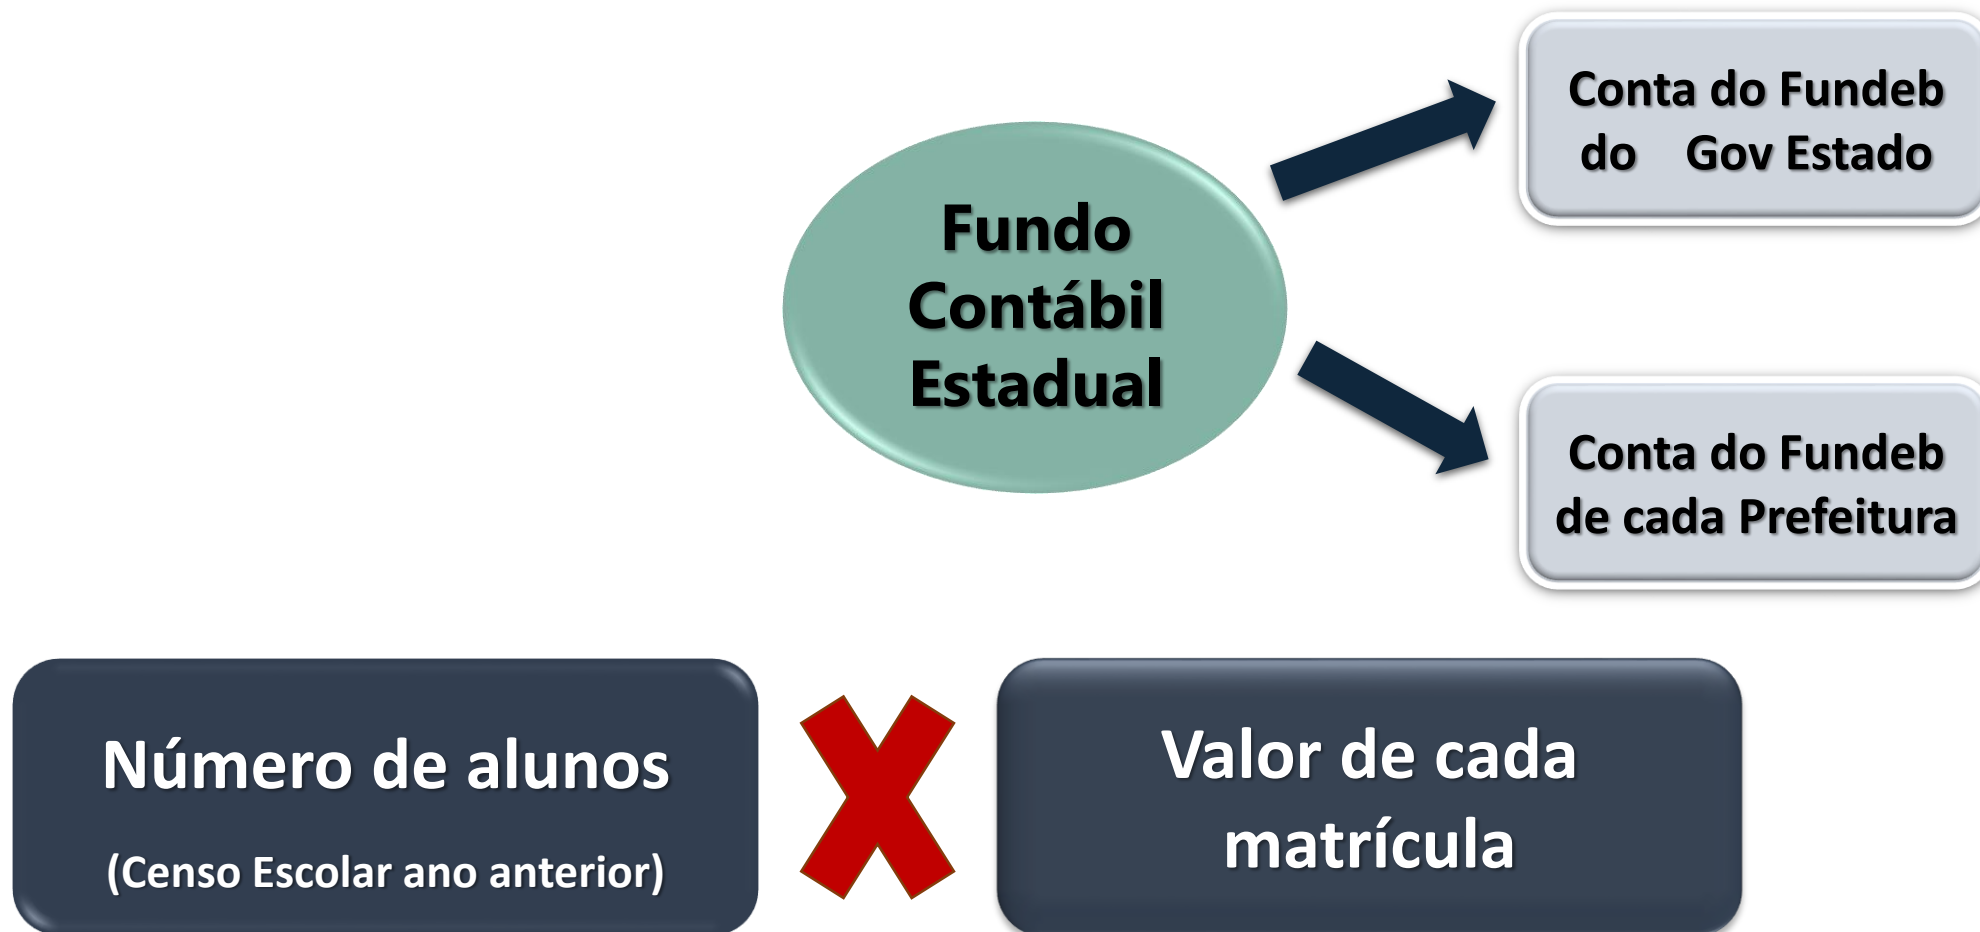 Conta do Fundeb
do Gov Estado
Fundo
Contábil
Estadual
Conta do Fundeb
de cada Prefeitura
Número de alunos
(Censo Escolar ano anterior)
Valor de cada
matrícula